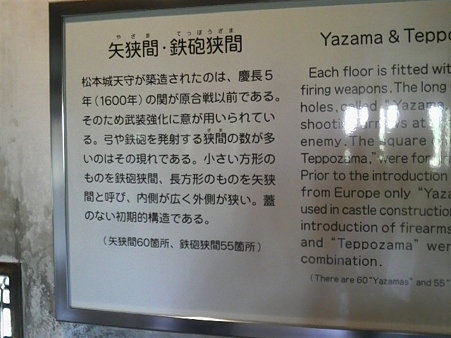 やざま てっぽうざま
矢狭間・鉄砲狭間
松本城天守が築造されたのは、慶長5
年(1600年)の関が原合戦以前である。
そのため武装強化に意が用いられてい
る。弓や鉄砲を発射する狭間の数が多
いのはその現れである。小さい方形の
ものを鉄砲狭間、長方形のものを矢狭
間と呼び、内側が広く外側が狭い。蓋
のない初期的構造である。
(矢狭間60箇所、鉄砲狭間55箇所)
Yazama & Teppo
Each floor is fitted with
firing weapons. The long
holes, called "Yazama,
shooting arrows at
enemy. The square
Teppozama," were for
Prior to the introduction
from Europe only "Yaz
used in castle construction
introduction of firearms
and "Teppozama" wer
combination.
(There are 60 "Yazamas" and 55 "